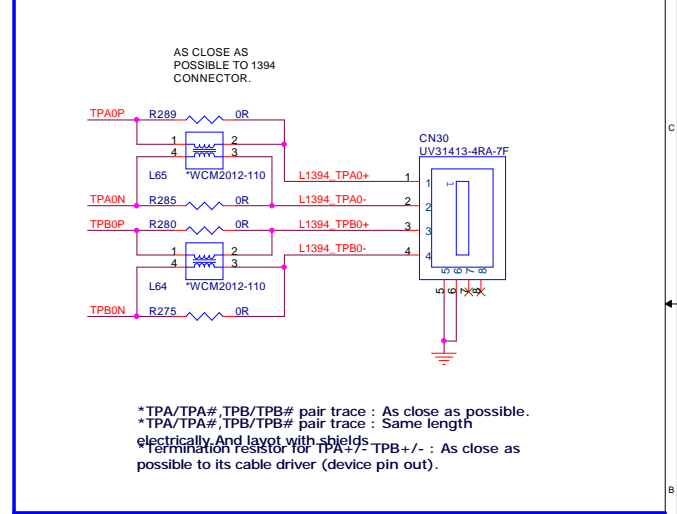 AS CLOSE AS
POSSIBLE TO 1394
CONNECTOR.
TPA0P R289 0R
1 2
4 3
L65 *WCM2012-110
TPA0N R285 0R
TPB0P R280 0R
1 2
4 3
L64 *WCM2012-110
TPB0N R275 0R
L1394_TPA0+ 1
L1394_TPA0- 2
L1394_TPB0+ 3
L1394_TPB0- 4
CN30
UV31413-4RA-7F
1
1
2
3
4
5 6 7 8
5 6 7 8
C
B
*TPA/TPA#,TPB/TPB# pair trace : As close as possible.
*TPA/TPA#,TPB/TPB# pair trace : Same length
electrically.And layot with shields.
*Termination resistor for TPA+/- TPB+/- : As close as
possible to its cable driver (device pin out).